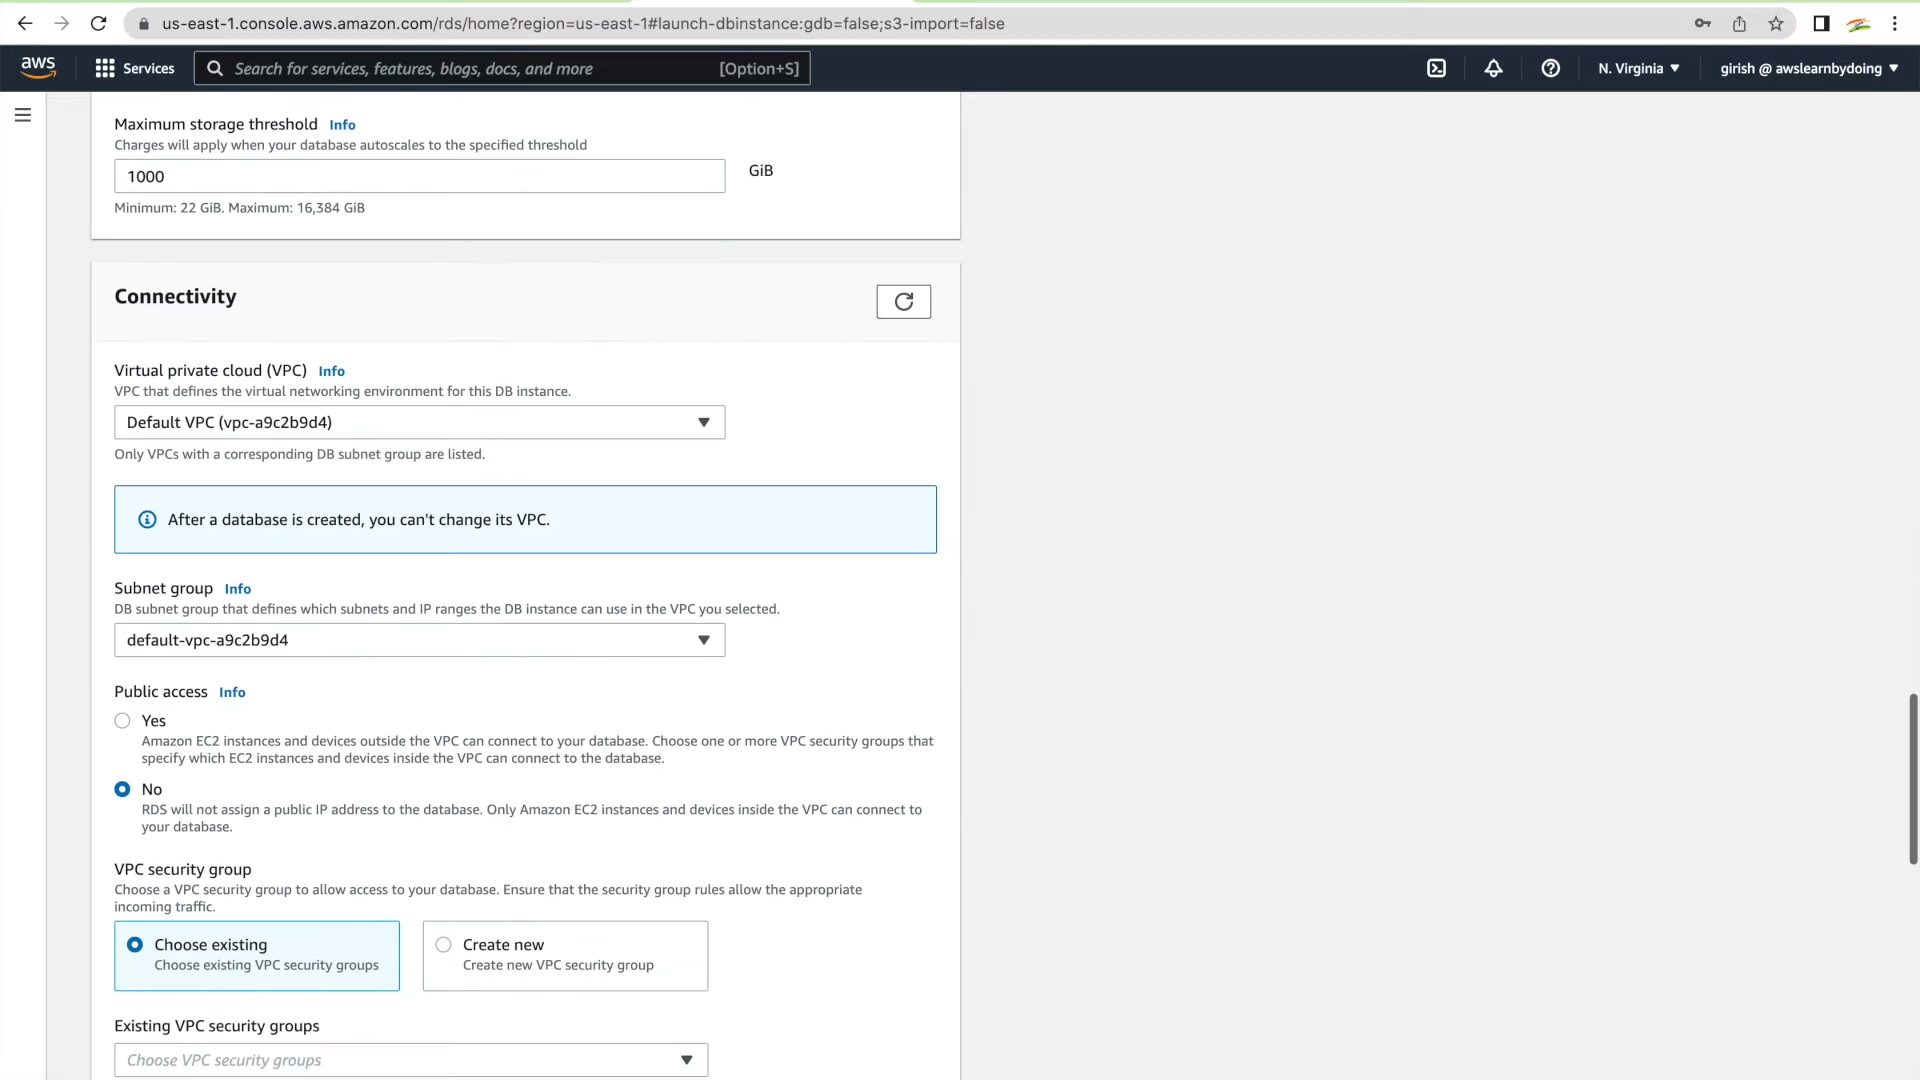 us-east-1.console.aws.amazon.com/rds/home?region=us-east-1#launch-dbinstance:gdb=false;s3-import=false
aws
Services
Search for services, features, blogs, docs, and more
[Option+S]
N. Virginia
girish @ awslearnbydoing
Maximum storage threshold Info
Charges will apply when your database autoscales to the specified threshold
1000
GiB
Minimum: 22 GiB. Maximum: 16,384 GiB
Connectivity
Virtual private cloud (VPC) Info
VPC that defines the virtual networking environment for this DB instance.
Default VPC (vpc-a9c2b9d4)
Only VPCs with a corresponding DB subnet group are listed.
After a database is created, you can't change its VPC.
Subnet group Info
DB subnet group that defines which subnets and IP ranges the DB instance can use in the VPC you selected.
default-vpc-a9c2b9d4
Public access Info
Yes
Amazon EC2 instances and devices outside the VPC can connect to your database. Choose one or more VPC security groups that
specify which EC2 instances and devices inside the VPC can connect to the database.
No
RDS will not assign a public IP address to the database. Only Amazon EC2 instances and devices inside the VPC can connect to
your database.
VPC security group
Choose a VPC security group to allow access to your database. Ensure that the security group rules allow the appropriate
incoming traffic.
Choose existing
Choose existing VPC security groups
Create new
Create new VPC security group
Existing VPC security groups
Choose VPC security groups